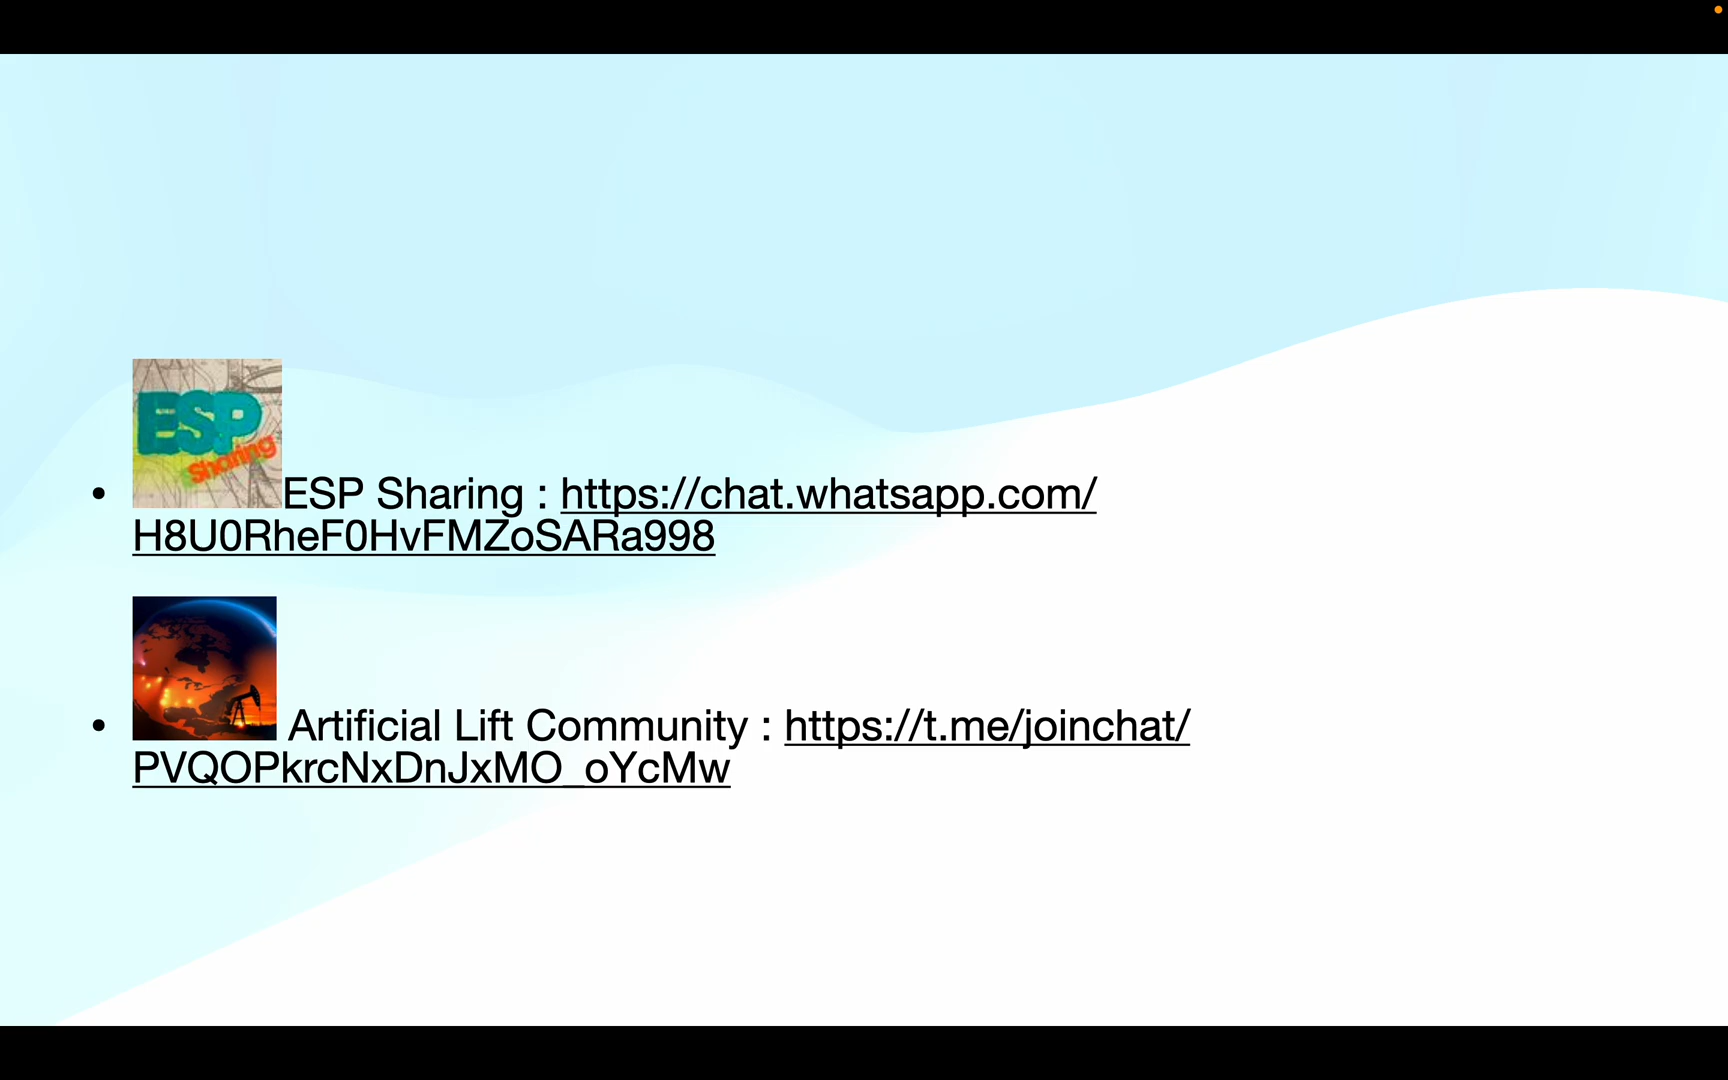 ESP
Sharing
• ESP Sharing : https://chat.whatsapp.com/
H8U0RheF0HvFMZoSARa998
• Artificial Lift Community : https://t.me/joinchat/
PVQOPkrcNxDnJxMO_oYcMw